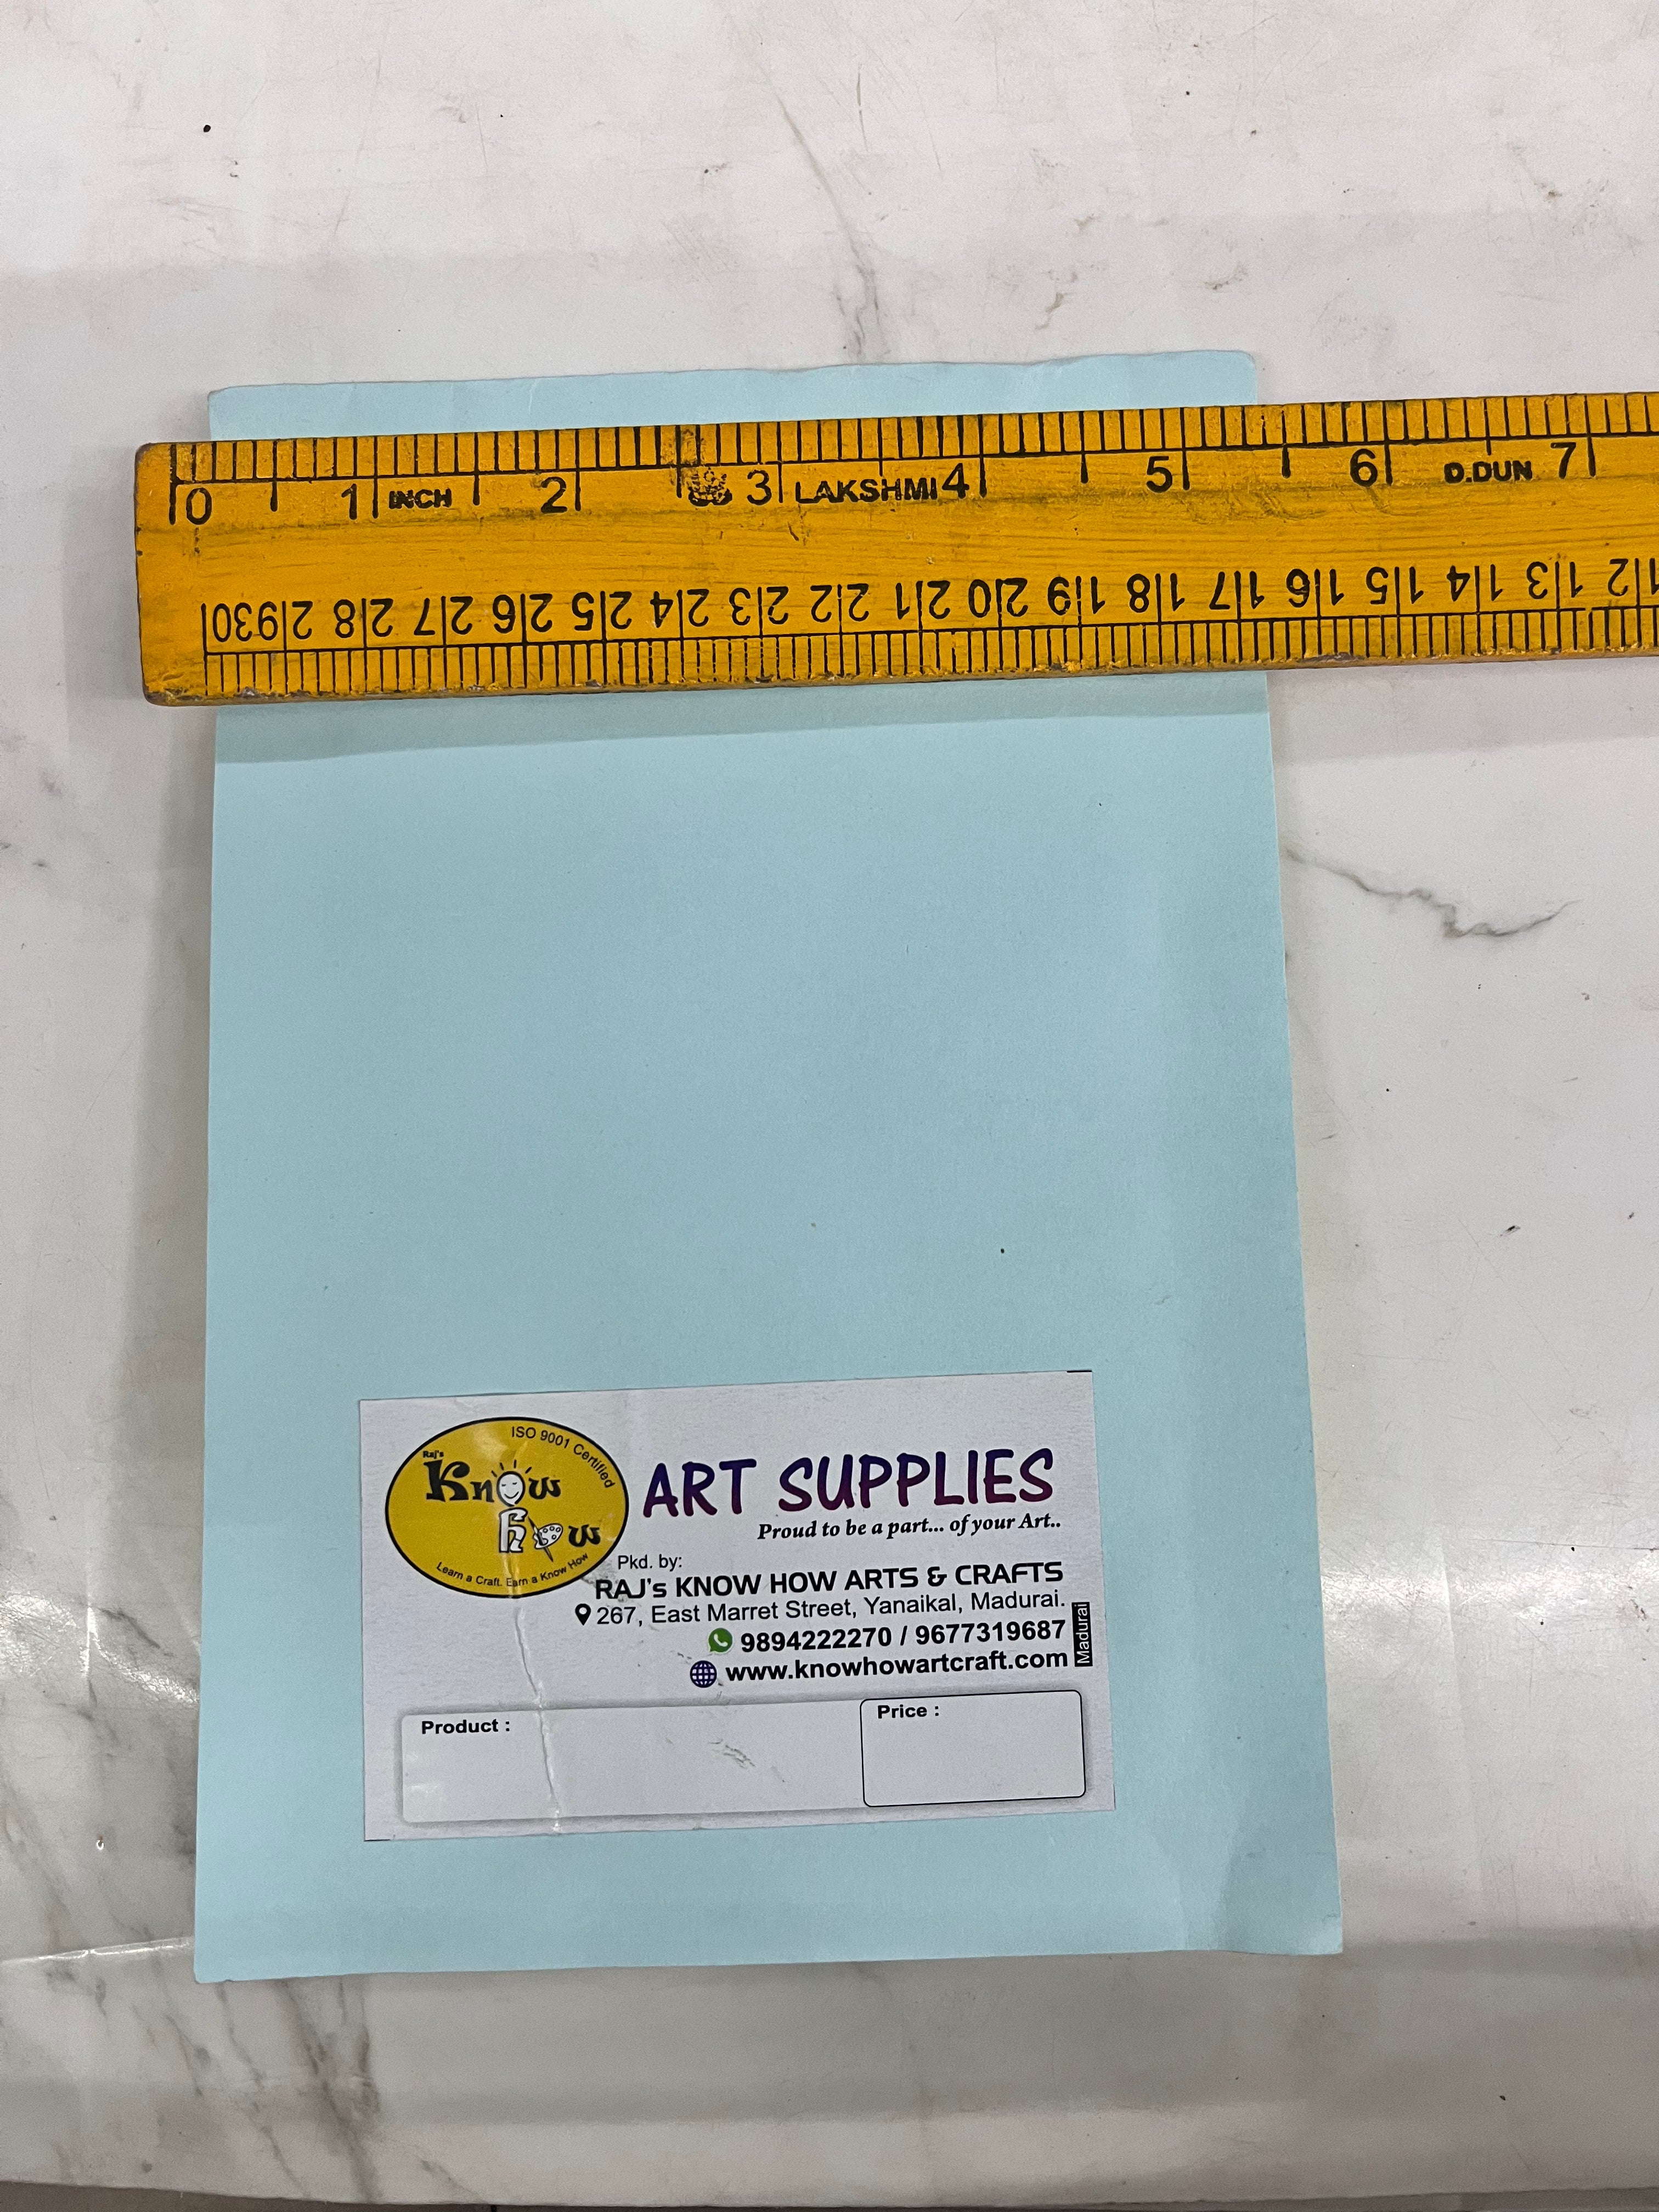 0 1 INCH 2 3 LAKSHMI 4 5 6 D.DUN 7
30 29 28 27 26 25 24 23 22 21 20 19 18 17 16 15 14 13 12
ISO 9001 Certified
Raj's
Know
how
Learn a Craft. Earn a Know How
ART SUPPLIES
Proud to be a part... of your Art..
Pkd. by:
RAJ's KNOW HOW ARTS & CRAFTS
267, East Marret Street, Yanaikal, Madurai.
9894222270 / 9677319687
www.knowhowartcraft.com
Madurai
Product :
Price :